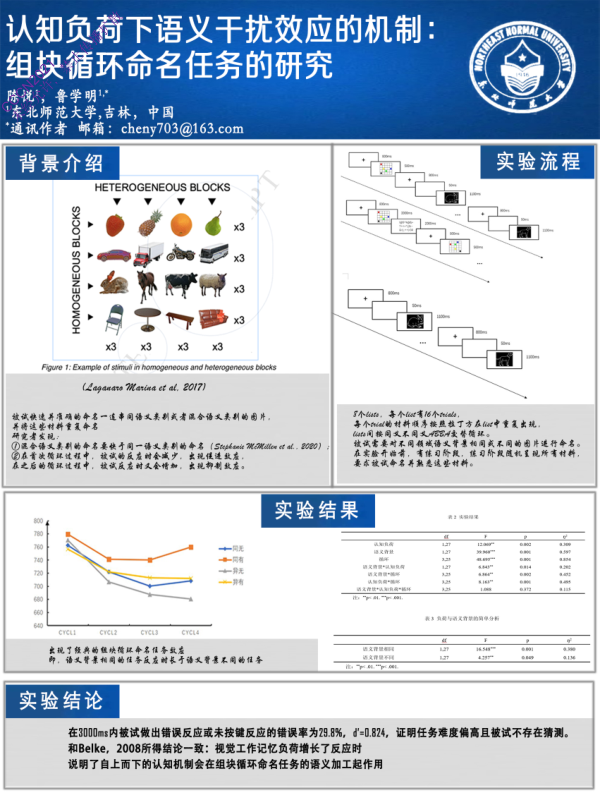 认知负荷下语义干扰效应的机制:
组块循环命名任务的研究
陈悦¹, 鲁学明¹,*
¹东北师范大学,吉林, 中国
*通讯作者 邮箱: cheny703@163.com
NORTHEAST NORMAL UNIVERSITY
东北师范大学
背景介绍
HETEROGENEOUS BLOCKS
HOMOGENEOUS BLOCKS
x3
x3
x3
x3
x3 x3 x3 x3
Figure 1: Example of stimuli in homogeneous and heterogeneous blocks
(Laganaro Marina et al, 2017)
被试快速并准确的命名一连串同语义类别或者混合语义类别的图片,
并将这些材料重复命名
研究者发现:
①混合语义类别的命名要快于同一语义类别的命名 (Stephanie McMillen et al., 2020) ;
②在首次循环过程中, 被试的反应时会减少, 出现促进效应,
在之后的循环过程中, 被试反应时又会增加, 出现抑制效应。
实验流程
8个lists, 每个list有16个trials,
每个trial的材料顺序按照拉丁方在list中重复出现,
lists间按同义不同义ABBA交替循环。
被试需要对不同领域语义背景相同或不同的图片进行命名。
在实验开始前, 有练习阶段, 练习阶段随机呈现所有材料,
要求被试命名并熟悉这些材料。
实验结果
800
780
760
740
720
700
680
660
640
CYCL1 CYCL2 CYCL3 CYCL4
同无
同有
异无
异有
出现了经典的组块循环命名任务效应
即, 语义背景相同的任务反应时长于语义背景不同的任务
表 2 实验结果
df F p η²
认知负荷 1,27 12.060** 0.002 0.309
语义背景 1,27 39.960*** 0.001 0.597
循环 3,25 48.695*** 0.001 0.854
语义背景*认知负荷 1,27 6.843** 0.014 0.202
语义背景*循环 3,25 6.864** 0.002 0.452
认知负荷*循环 3,25 8.163** 0.001 0.495
语义背景*认知负荷*循环 3,25 1.080 0.372 0.115
注: **p< .01. ***p< .001.
表 3 负荷与语义背景的简单分析
df F p η²
语义背景相同 1,27 16.548*** 0.001 0.380
语义背景不同 1,27 4.257** 0.049 0.136
注: **p< .01. ***p< .001.
实验结论
在3000ms内被试做出错误反应或未按键反应的错误率为29.8%, d'=0.824, 证明任务难度偏高且被试不存在猜测。
和Belke, 2008所得结论一致: 视觉工作记忆负荷增长了反应时
说明了自上而下的认知机制会在组块循环命名任务的语义加工起作用